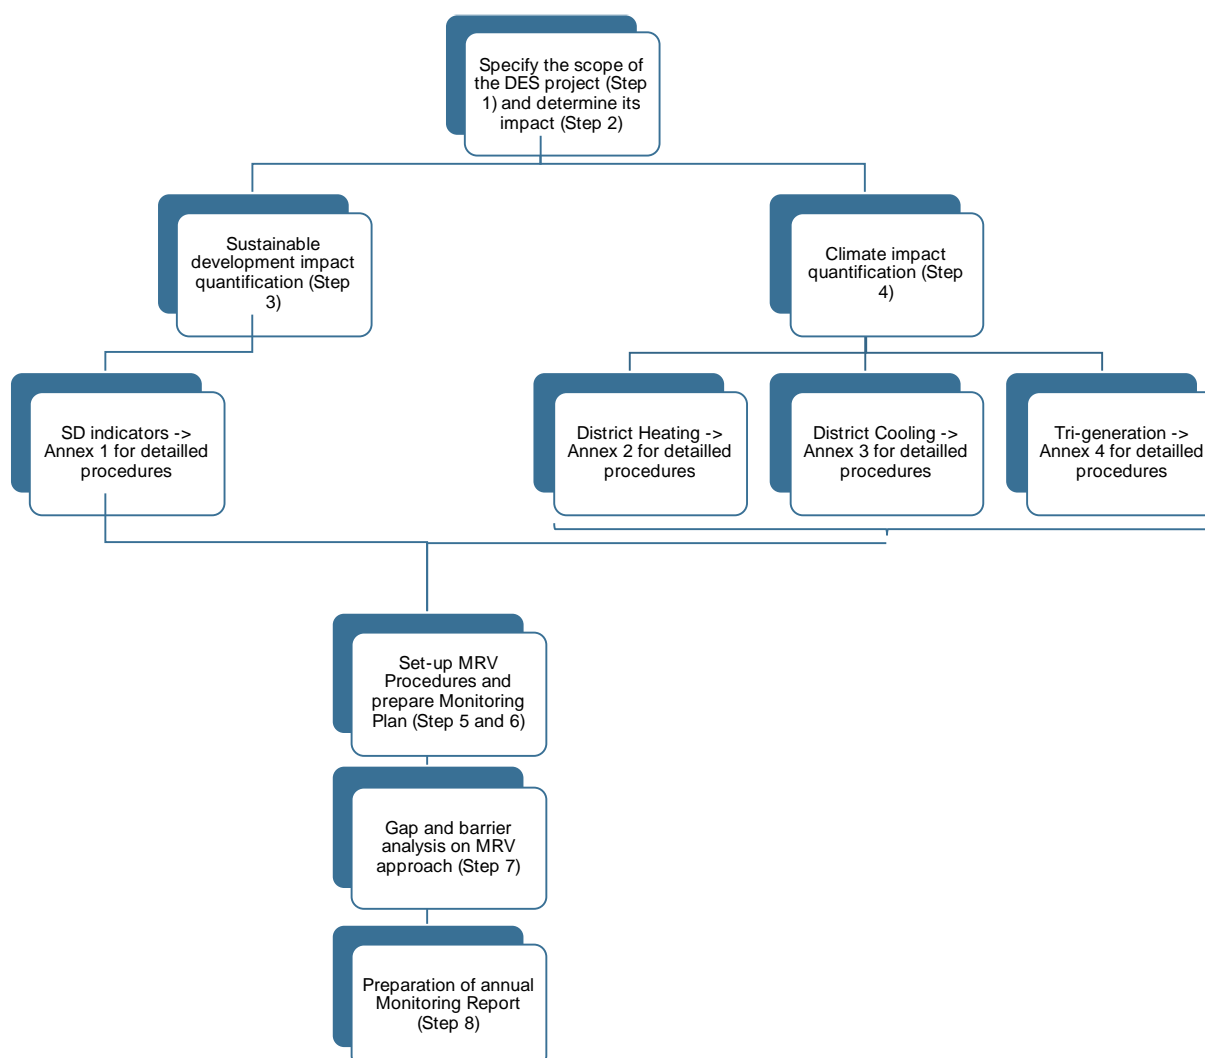 Specify the scope of
the DES project (Step
1) and determine its
impact (Step 2)
Sustainable
development impact
quantification (Step
3)
Climate impact
quantification (Step
4)
SD indicators ->
Annex 1 for detailled
procedures
District Heating ->
Annex 2 for detailled
procedures
District Cooling ->
Annex 3 for detailled
procedures
Tri-generation ->
Annex 4 for detailled
procedures
Set-up MRV
Procedures and
prepare Monitoring
Plan (Step 5 and 6)
Gap and barrier
analysis on MRV
approach (Step 7)
Preparation of annual
Monitoring Report
(Step 8)